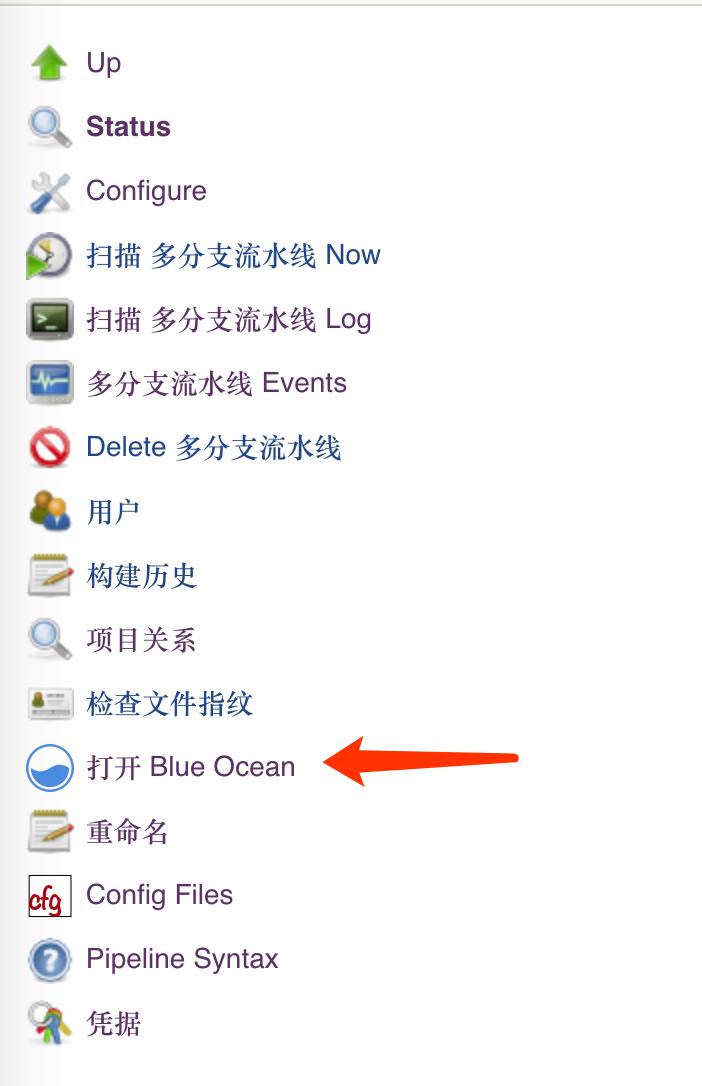 Up
Status
Configure
扫描 多分支流水线 Now
扫描 多分支流水线 Log
多分支流水线 Events
Delete 多分支流水线
用户
构建历史
项目关系
检查文件指纹
打开 Blue Ocean
重命名
cfg Config Files
Pipeline Syntax
凭据